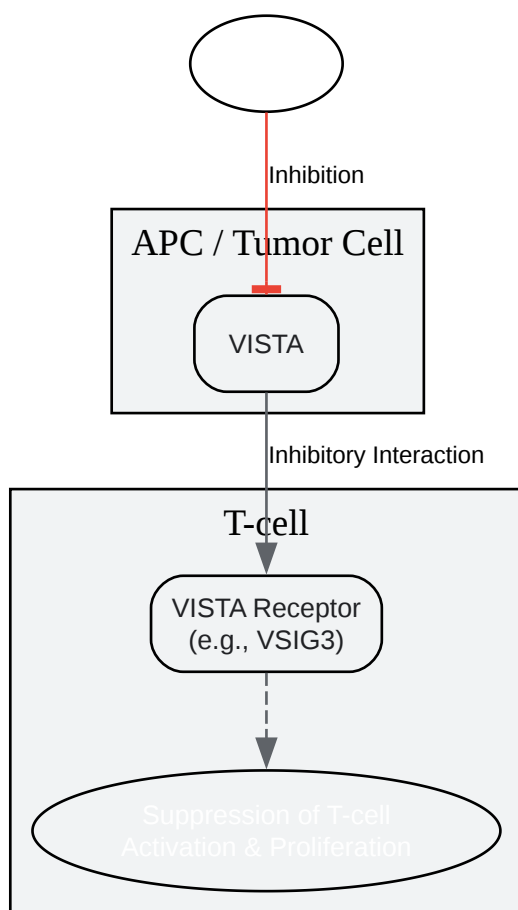 Inhibition
APC / Tumor Cell
VISTA
Inhibitory Interaction
T-cell
VISTA Receptor
(e.g., VSIG3)
Suppression of T-cell
Activation & Proliferation